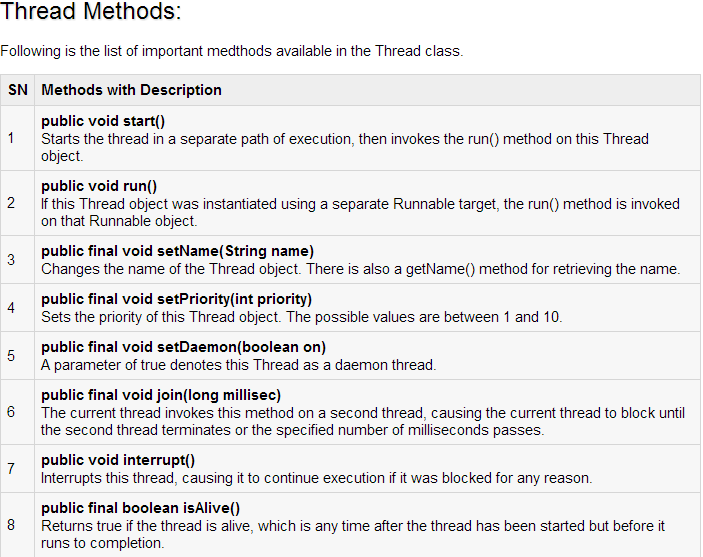 Thread Methods:
Following is the list of important medthods available in the Thread class.
SN Methods with Description
1 public void start()
Starts the thread in a separate path of execution, then invokes the run() method on this Thread
object.
2 public void run()
If this Thread object was instantiated using a separate Runnable target, the run() method is invoked
on that Runnable object.
3 public final void setName(String name)
Changes the name of the Thread object. There is also a getName() method for retrieving the name.
4 public final void setPriority(int priority)
Sets the priority of this Thread object. The possible values are between 1 and 10.
5 public final void setDaemon(boolean on)
A parameter of true denotes this Thread as a daemon thread.
6 public final void join(long millisec)
The current thread invokes this method on a second thread, causing the current thread to block until
the second thread terminates or the specified number of milliseconds passes.
7 public void interrupt()
Interrupts this thread, causing it to continue execution if it was blocked for any reason.
8 public final boolean isAlive()
Returns true if the thread is alive, which is any time after the thread has been started but before it
runs to completion.